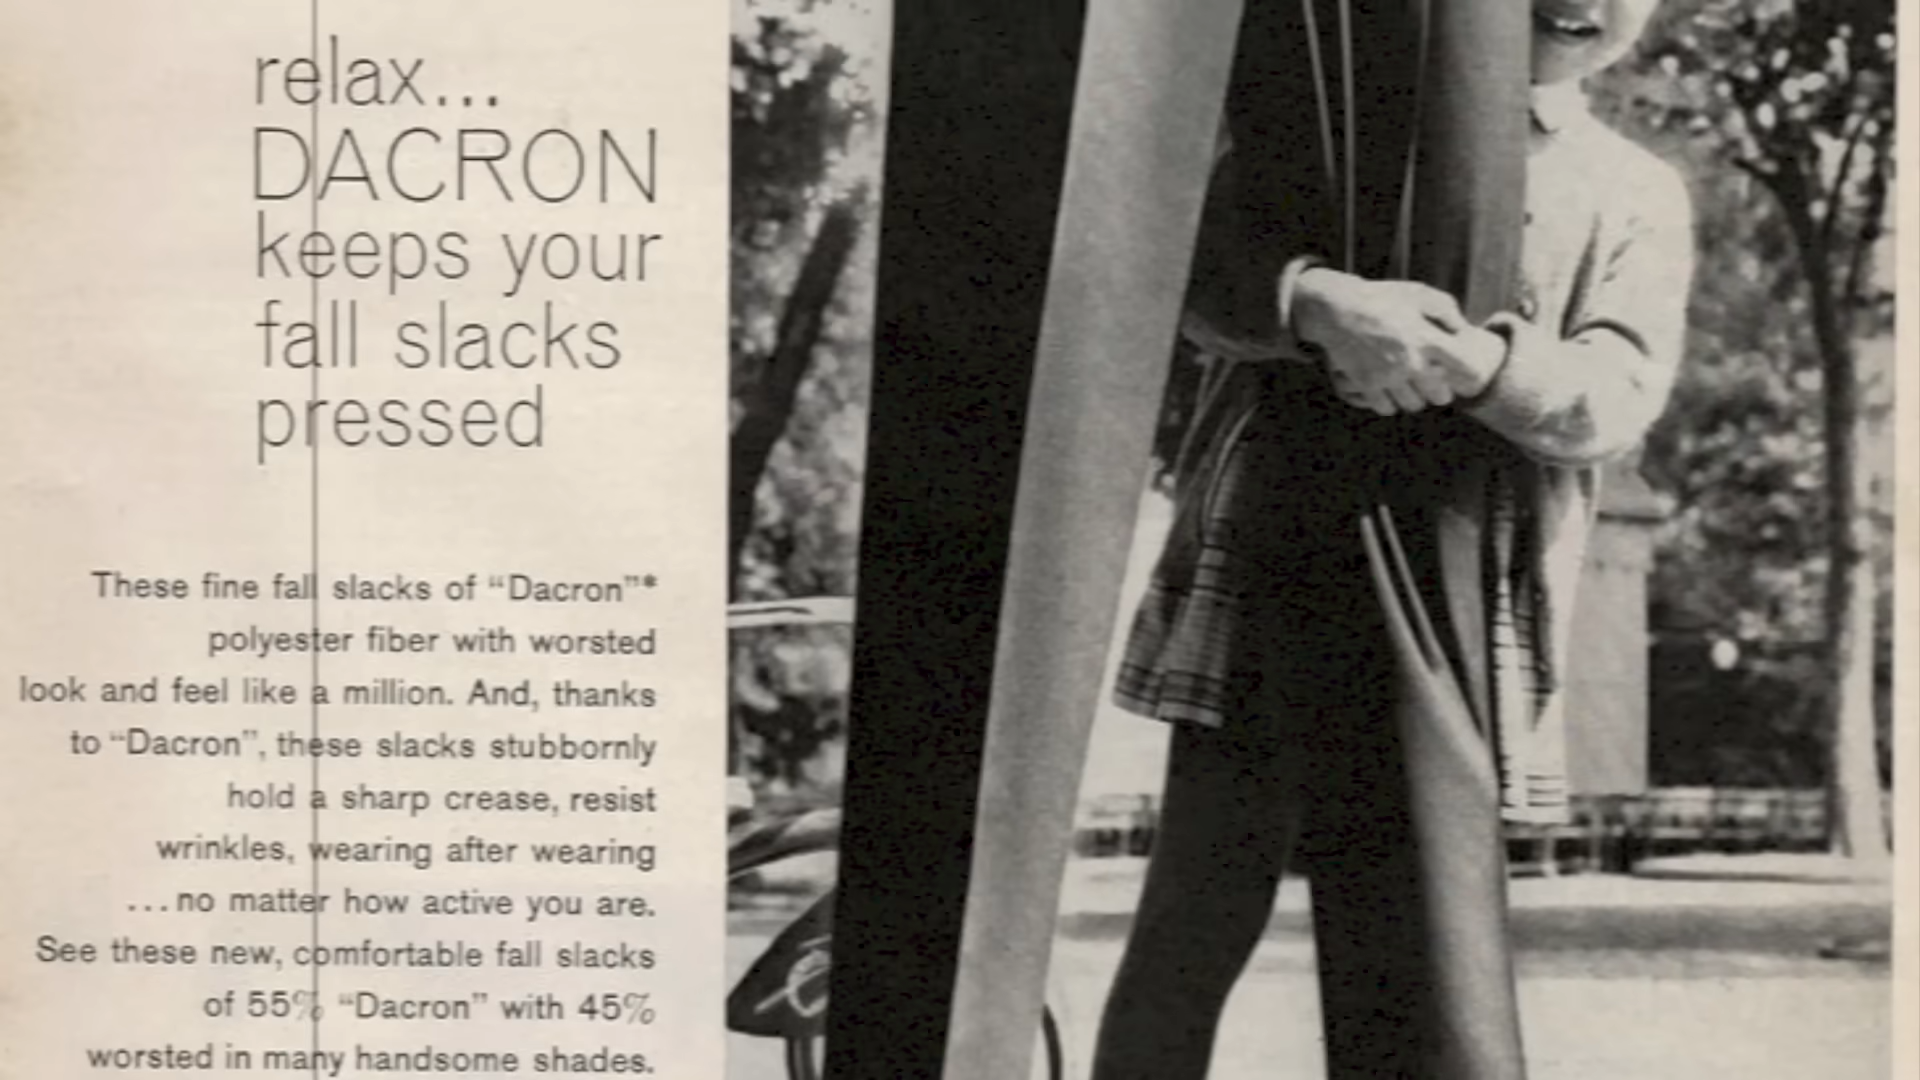 relax...
DACRON
keeps your
fall slacks
pressed
These fine fall slacks of “Dacron”*
polyester fiber with worsted
look and feel like a million. And, thanks
to “Dacron”, these slacks stubbornly
hold a sharp crease, resist
wrinkles, wearing after wearing
...no matter how active you are.
See these new, comfortable fall slacks
of 55% “Dacron” with 45%
worsted in many handsome shades.